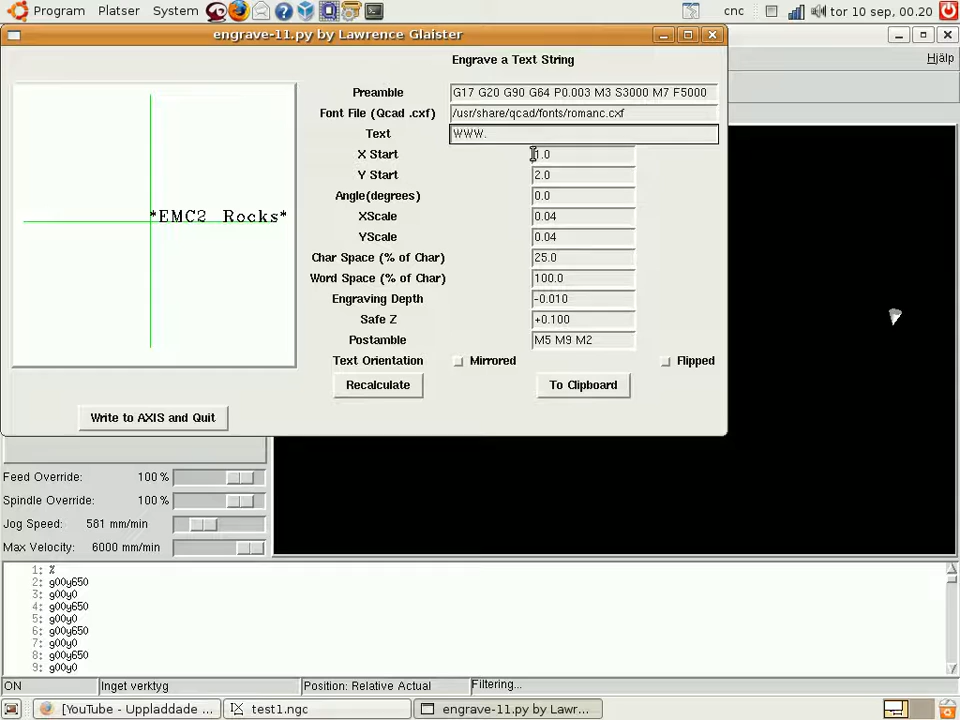 Program Platser System cnc tor 10 sep, 00.20
engrave-11.py by Lawrence Glaister
Hjälp
Engrave a Text String
Preamble G17 G20 G90 G64 P0.003 M3 S3000 M7 F5000
Font File (Qcad .cxf) /usr/share/qcad/fonts/romanc.cxf
Text WWW.
X Start 1.0
Y Start 2.0
Angle(degrees) 0.0
XScale 0.04
YScale 0.04
Char Space (% of Char) 25.0
Word Space (% of Char) 100.0
Engraving Depth -0.010
Safe Z +0.100
Postamble M5 M9 M2
Text Orientation Mirrored Flipped
Recalculate To Clipboard
*EMC2 Rocks*
Write to AXIS and Quit
Feed Override: 100 %
Spindle Override: 100 %
Jog Speed: 581 mm/min
Max Velocity: 6000 mm/min
1: %
2: g00y650
3: g00y0
4: g00y650
5: g00y0
6: g00y650
7: g00y0
8: g00y650
9: g00y0
ON Inget verktyg Position: Relative Actual Filtering...
[YouTube - Uppladdade ... test1.ngc engrave-11.py by Lawr...